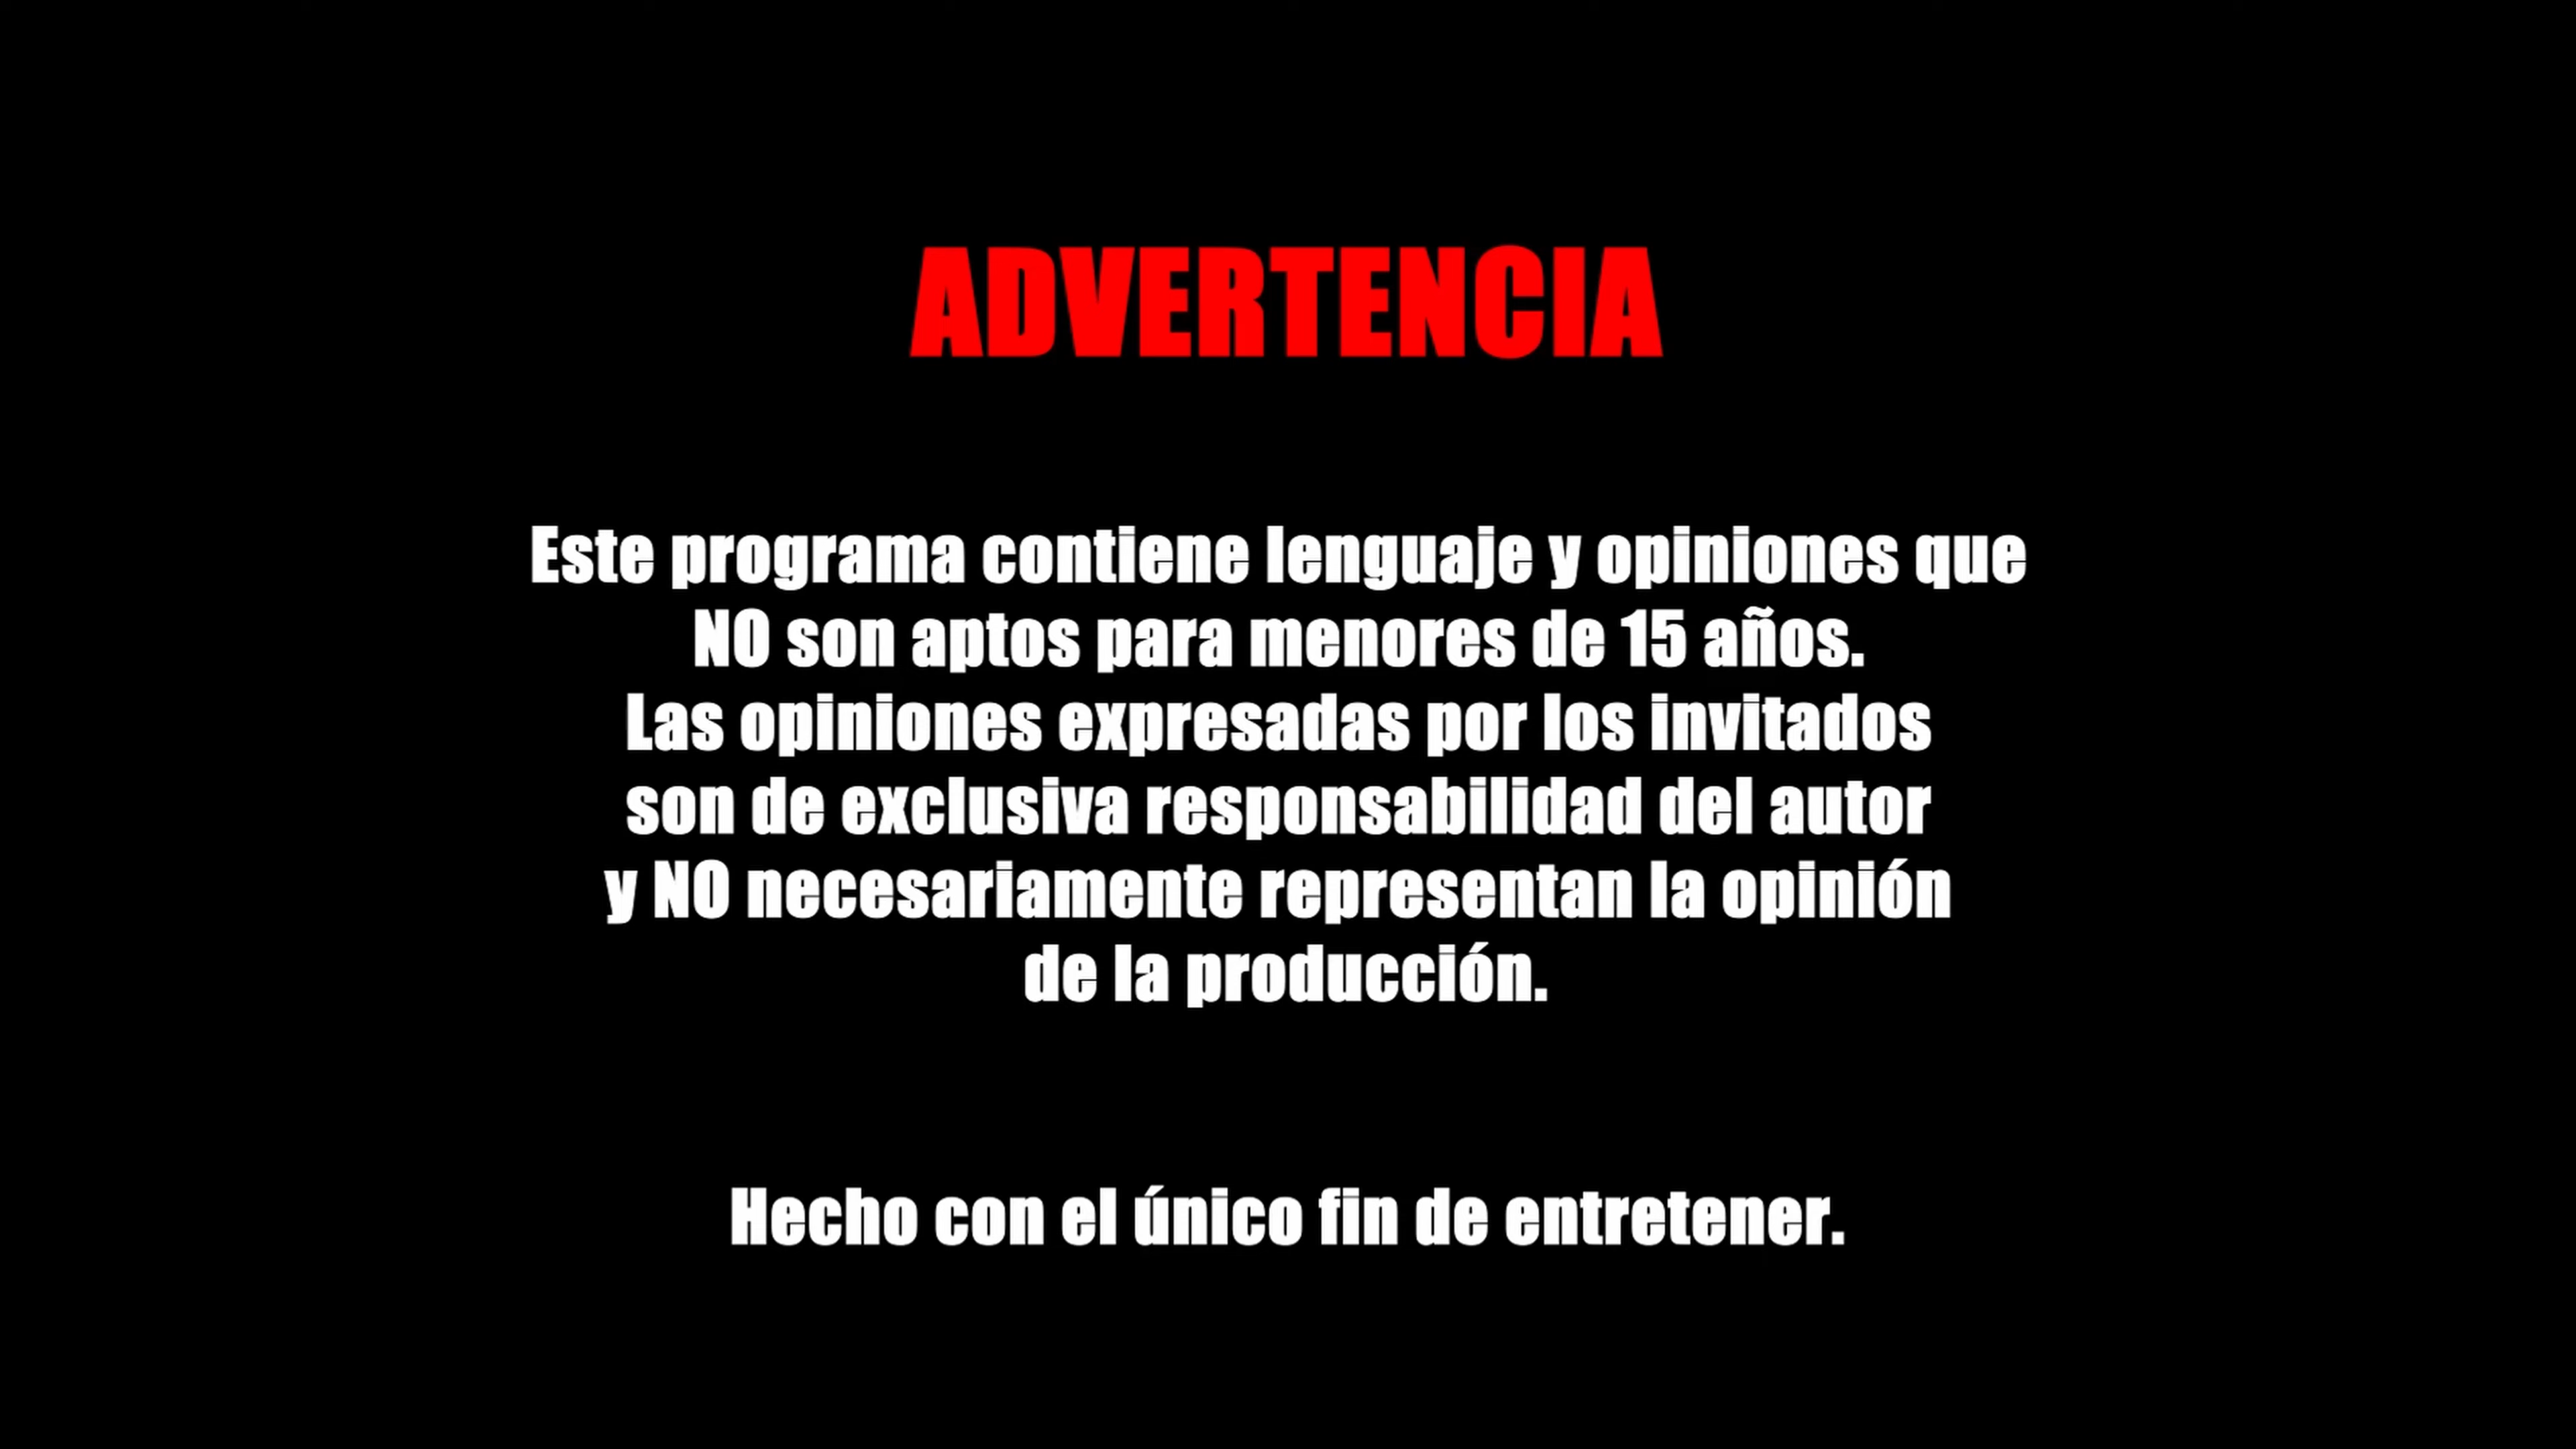 ADVERTENCIA
Este programa contiene lenguaje y opiniones que
NO son aptos para menores de 15 años.
Las opiniones expresadas por los invitados
son de exclusiva responsabilidad del autor
y NO necesariamente representan la opinión
de la producción.
Hecho con el único fin de entretener.